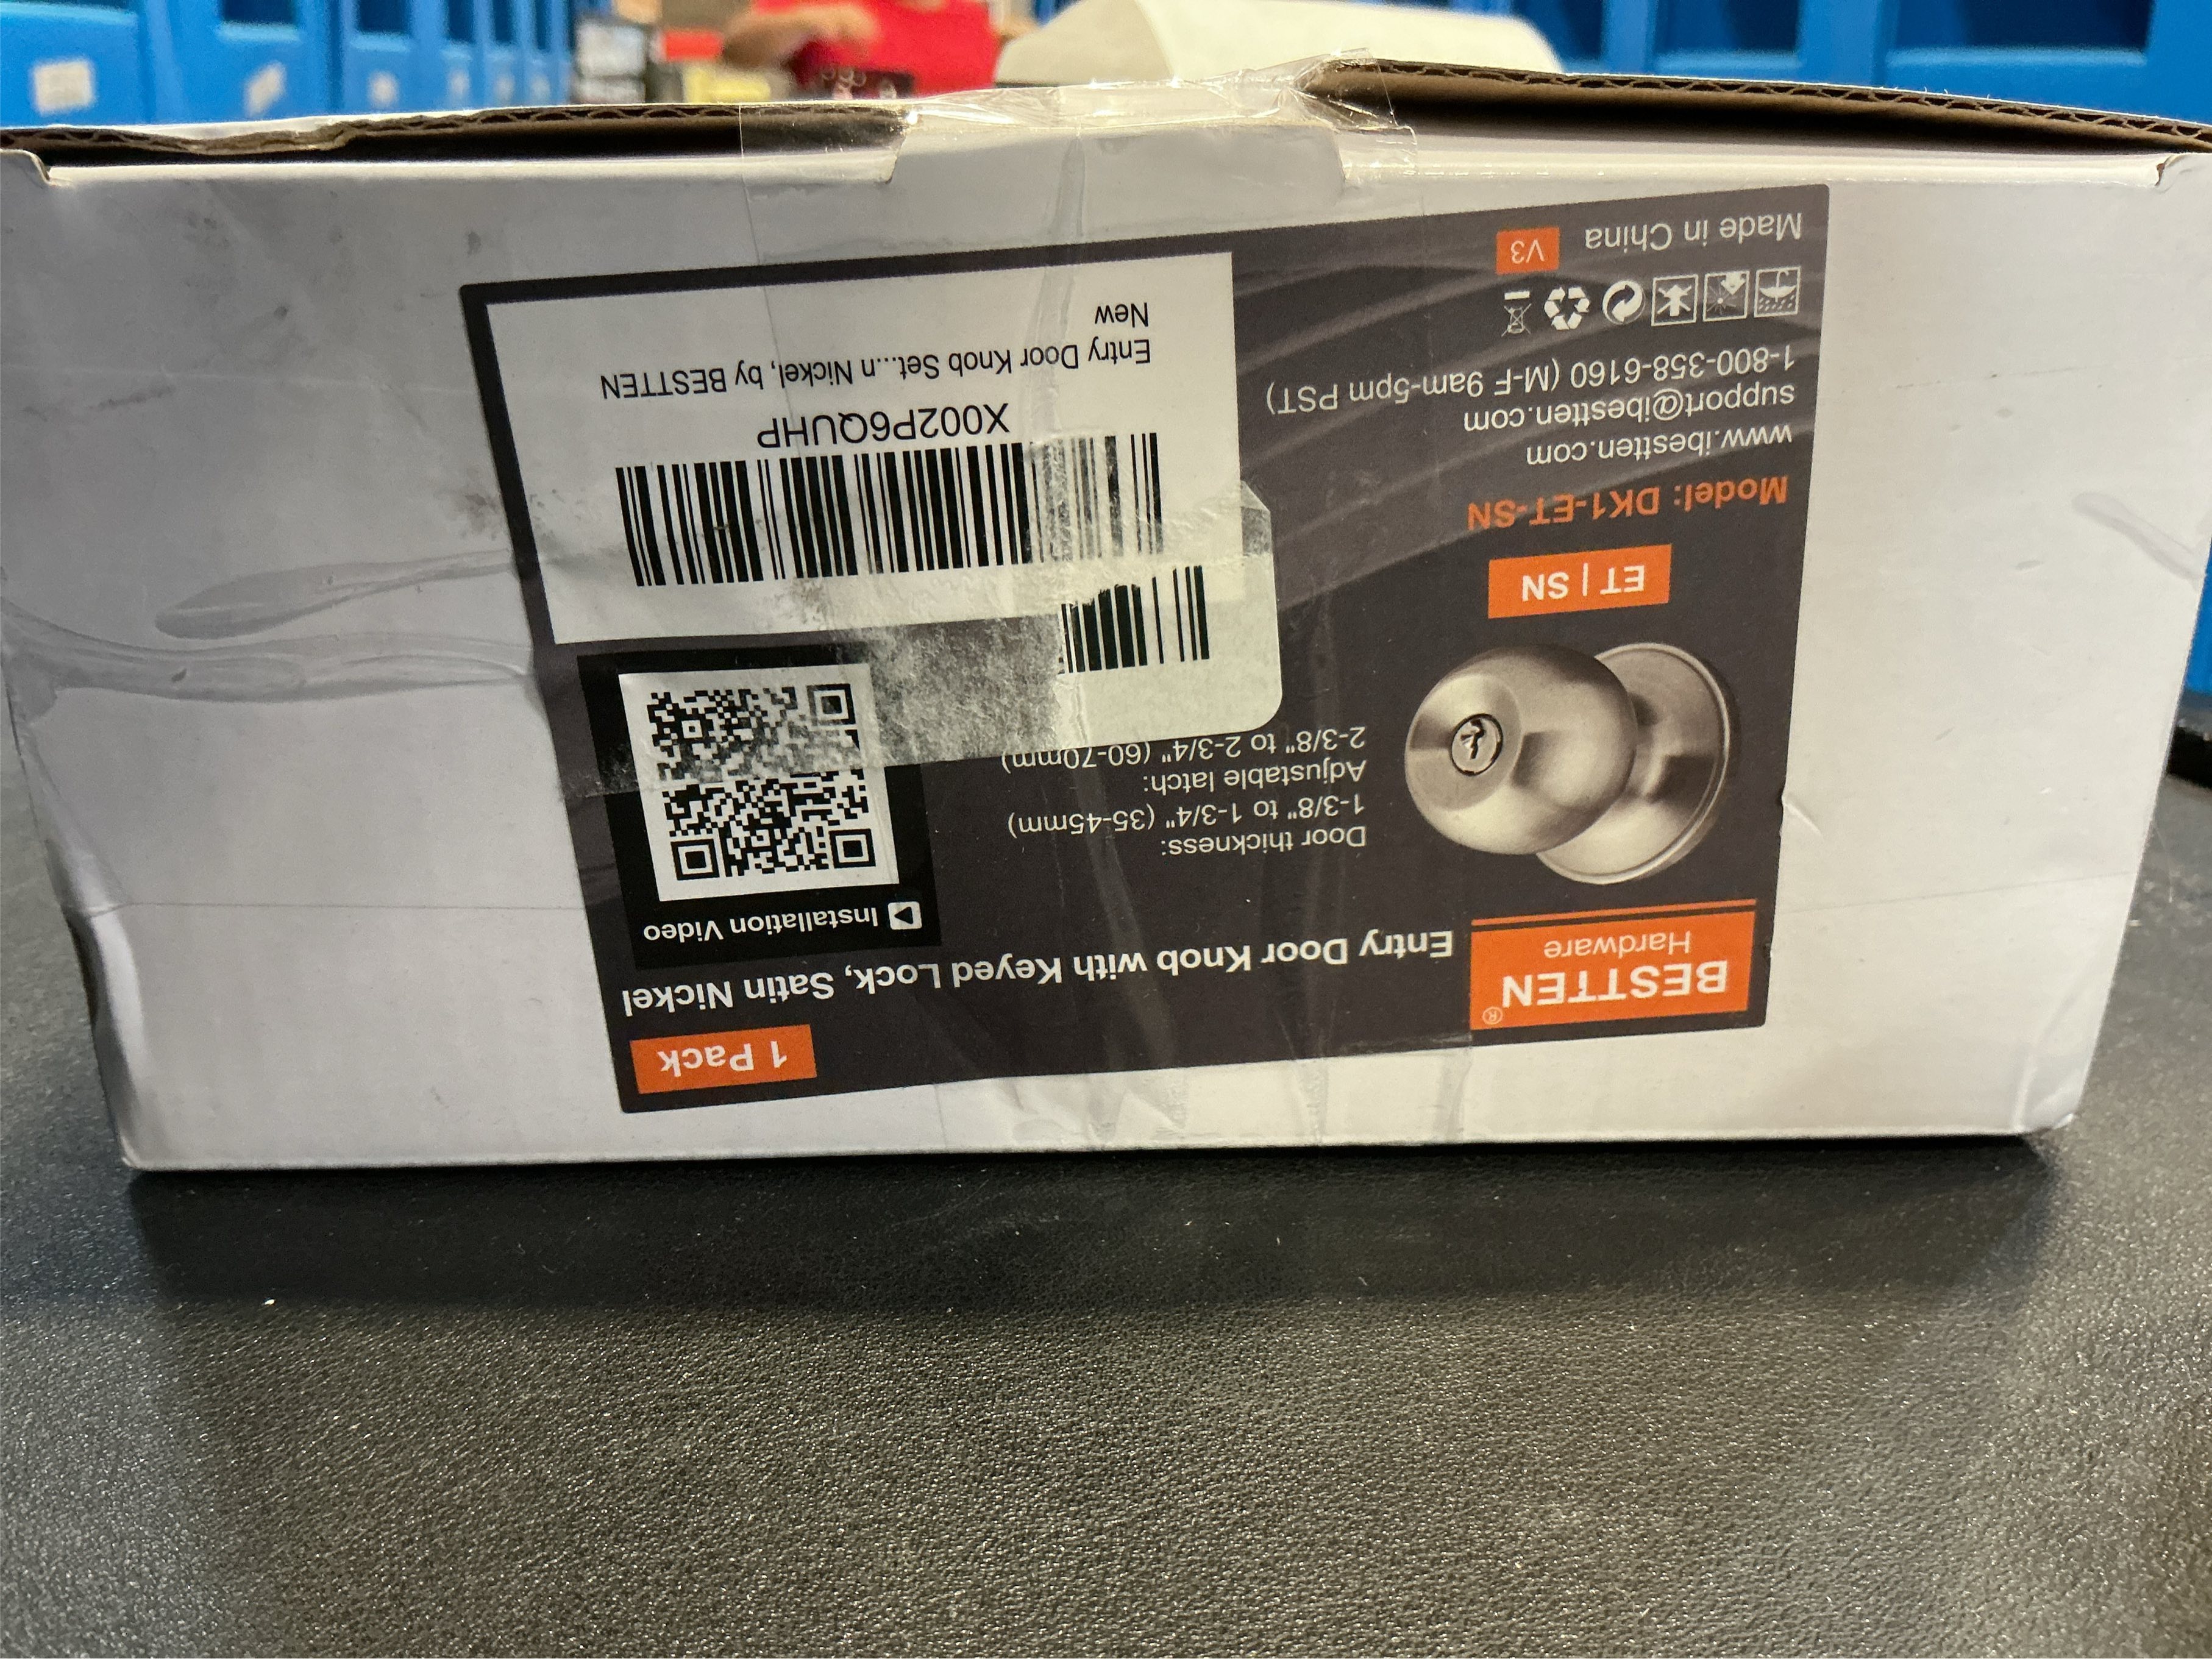 1 Pack
BESTTEN®
Hardware
Entry Door Knob with Keyed Lock, Satin Nickel
Installation Video
Door thickness:
1-3/8" to 1-3/4" (35-45mm)
Adjustable latch:
2-3/8" to 2-3/4" (60-70mm)
ET | SN
Model: DK1-ET-SN
www.ibestten.com
support@ibestten.com
1-800-358-6160 (M-F 9am-5pm PST)
Made in China
V3
X002P6QUHP
Entry Door Knob Set...n Nickel, by BESTTEN
New